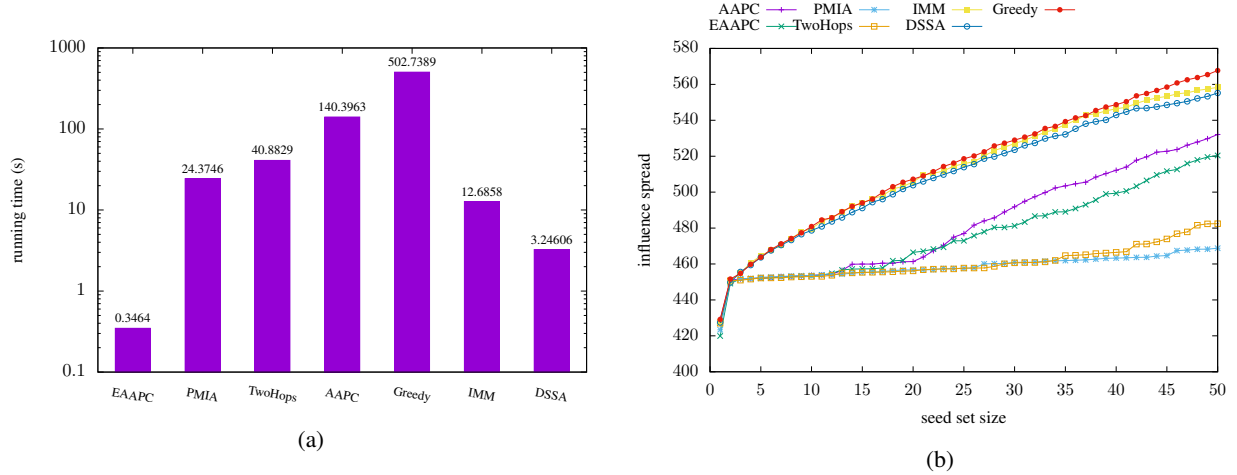 1000
100
10
1
0.1
running time (s)
0.3464
24.3746
40.8829
140.3963
502.7389
12.6858
3.24606
EAAPC PMIA TwoHops AAPC Greedy IMM DSSA
(a)
AAPC PMIA IMM Greedy
EAAPC TwoHops DSSA
580
560
540
520
500
480
460
440
420
400
influence spread
0 5 10 15 20 25 30 35 40 45 50
seed set size
(b)